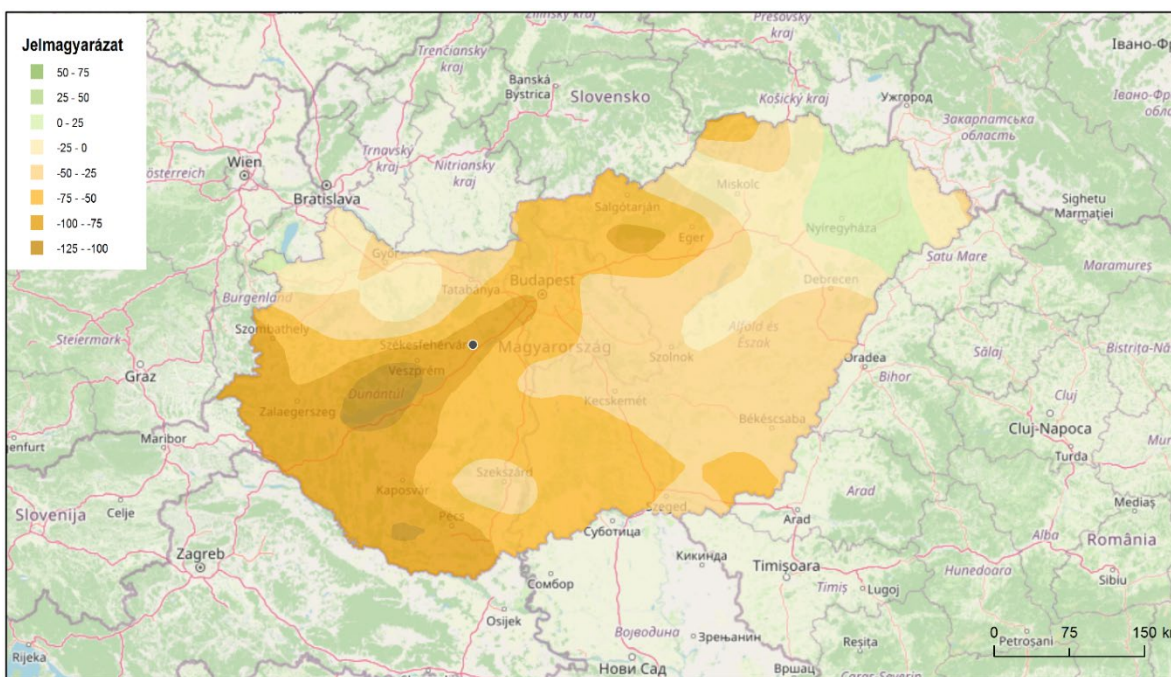 Jelmagyarázat
50 - 75
25 - 50
0 - 25
-25 - 0
-50 - -25
-75 - -50
-100 - -75
-125 - -100
Trenčiansky
kraj
Banská
Bystrica
Slovensko
Prešovský
kraj
Košický kraj
Ужгород
Закарпатська
область
Івано-Фр
Wien
Trnavský
kraj
Nitriansky
kraj
Bratislava
Salgótarján
Miskolc
Eger
Nyíregyháza
Sighetu
Marmației
Satu Mare
Maramureș
Győr
Tatabánya
Budapest
Debrecen
Burgenland
Szombathely
Székesfehérvár
Magyarország
Veszprém
Szolnok
Alföld és
Észak
Oradea
Bihor
Sălaj
Steiermark
Graz
Dunántúl
Zalaegerszeg
Kecskemét
Békéscsaba
Cluj
Cluj-Napoca
Turda
Maribor
Celje
Slovenija
Kaposvár
Szekszárd
Pécs
Szeged
Суботица
Arad
Arad
Mediaș
România
Alba
Zagreb
Сомбор
Кикинда
Timișoara
Timiș
Lugoj
Hunedoara
Sibiu
Osijek
Војводина
Зрењанин
Reșița
Petroșani
Rijeka
Нови Сад
Вршац
0 75 150 km